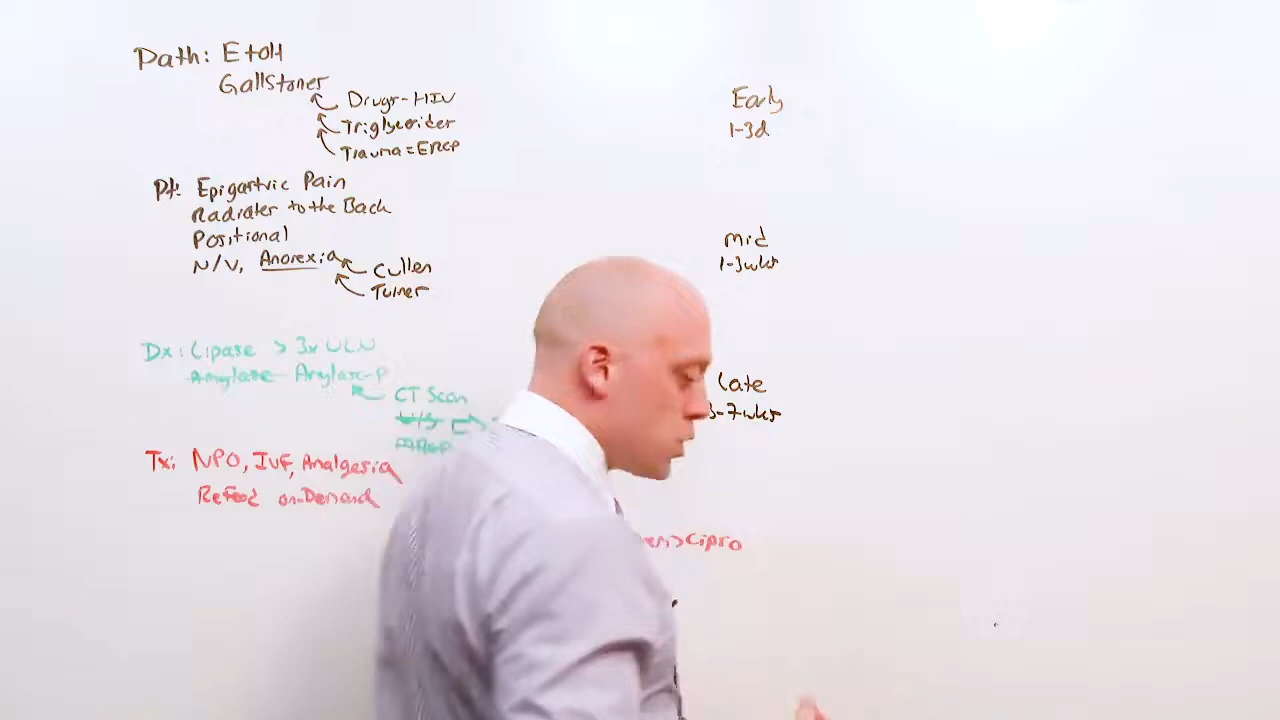 Path: EtoH
Gallstones
Drugs-HIV
Triglycerides
Trauma=ERCP
Pt: Epigastric Pain
Radiates to the Back
Positional
N/V, Anorexia
Cullen
Turner
Dx: Lipase > 3x ULN
Amylase Amylase-P
CT Scan
U/S
MRCP
Tx: NPO, IVF, Analgesia
Refeed on-Demand
>Cipro
Early
1-3d
Mid
1-3wks
Late
3-7wks